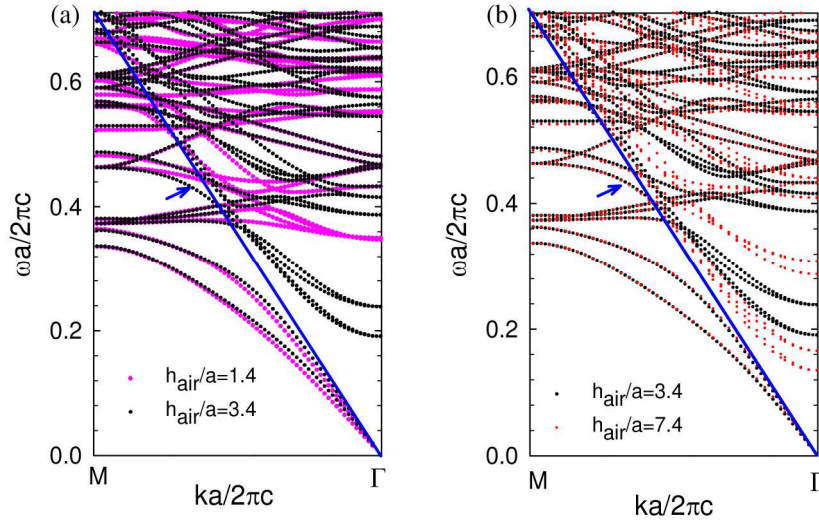 (a)
0.6
0.4
0.2
0.0
ωa/2πc
h_air/a=1.4
h_air/a=3.4
M
Γ
ka/2πc
(b)
0.6
0.4
0.2
0.0
ωa/2πc
h_air/a=3.4
h_air/a=7.4
M
Γ
ka/2πc